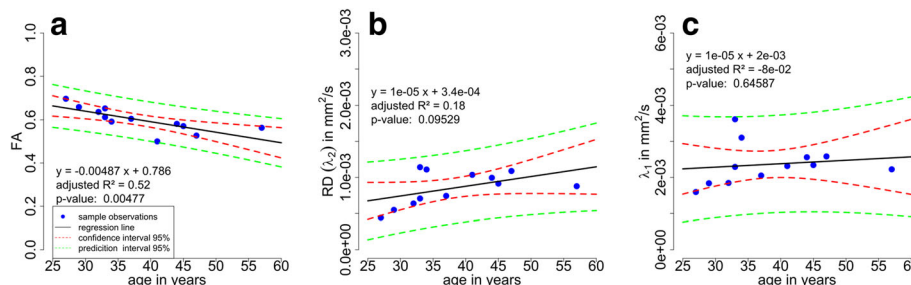 a
FA
0.0 0.2 0.4 0.6 0.8 1.0
y = -0.00487 x + 0.786
adjusted R² = 0.52
p-value: 0.00477
sample observations
regression line
confidence interval 95%
predicition interval 95%
25 30 35 40 45 50 55 60
age in years
b
RD (λ₂) in mm²/s
0.0e+00 1.0e-03 2.0e-03 3.0e-03
y = 1e-05 x + 3.4e-04
adjusted R² = 0.18
p-value: 0.09529
25 30 35 40 45 50 55 60
age in years
c
λ₁ in mm²/s
0e+00 2e-03 4e-03 6e-03
y = 1e-05 x + 2e-03
adjusted R² = -8e-02
p-value: 0.64587
25 30 35 40 45 50 55 60
age in years